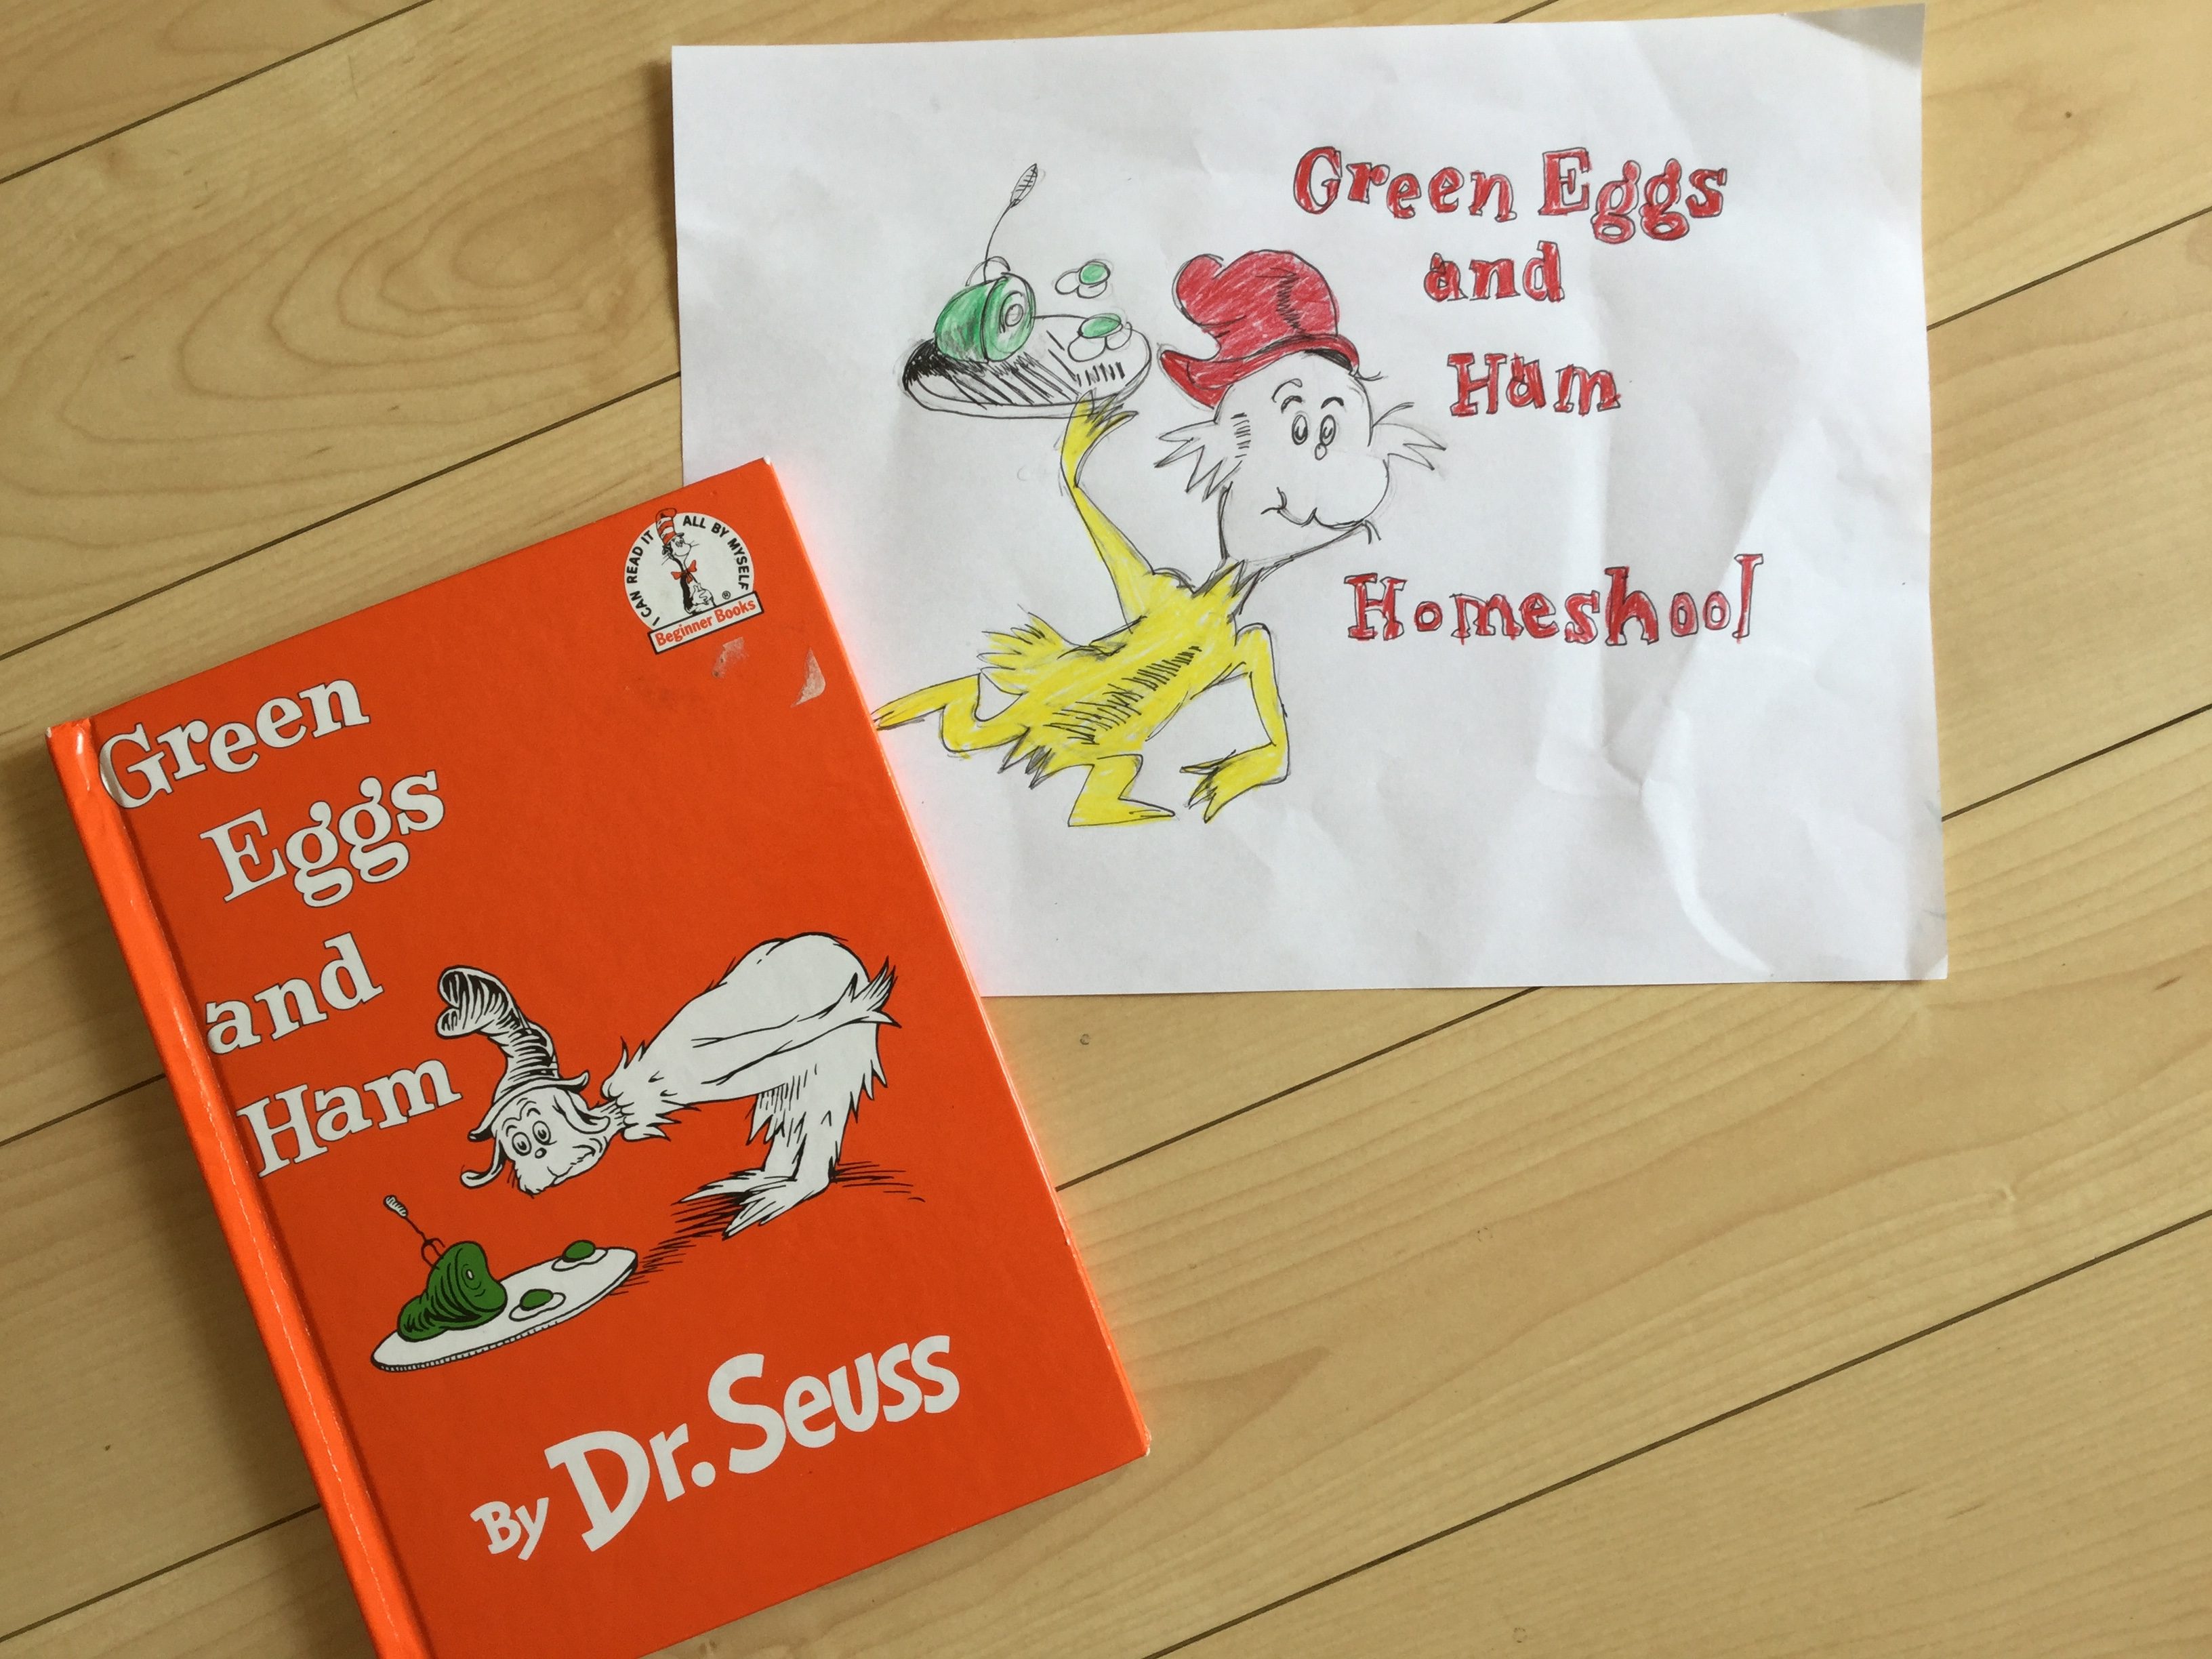 Green Eggs
and
Ham
Homeshool
I CAN READ IT ALL BY MYSELF
®
Beginner Books
Green
Eggs
and
Ham
By Dr. Seuss